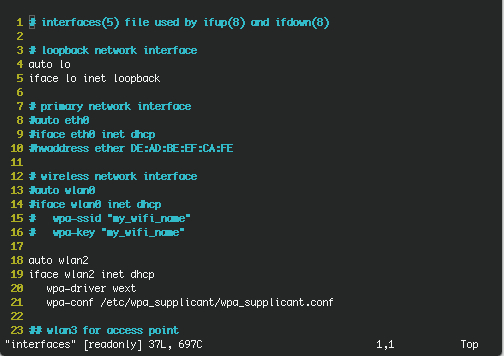 1 # interfaces(5) file used by ifup(8) and ifdown(8)
2
3 # loopback network interface
4 auto lo
5 iface lo inet loopback
6
7 # primary network interface
8 #auto eth0
9 #iface eth0 inet dhcp
10 #hwaddress ether DE:AD:BE:EF:CA:FE
11
12 # wireless network interface
13 #auto wlan0
14 #iface wlan0 inet dhcp
15 #   wpa-ssid "my_wifi_name"
16 #   wpa-key "my_wifi_name"
17
18 auto wlan2
19 iface wlan2 inet dhcp
20    wpa-driver wext
21    wpa-conf /etc/wpa_supplicant/wpa_supplicant.conf
22
23 ## wlan3 for access point
"interfaces" [readonly] 37L, 697C 1,1 Top